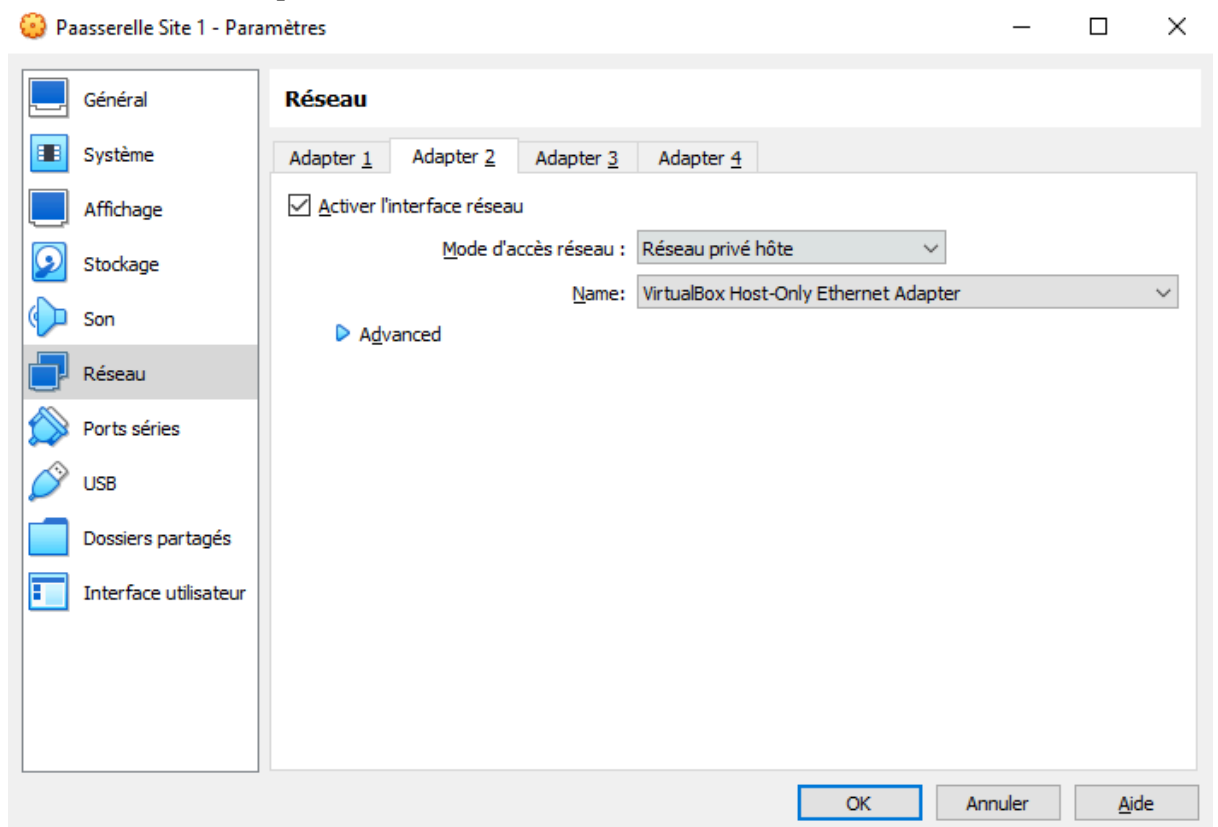 Paasserelle Site 1 - Paramètres
Général
Système
Affichage
Stockage
Son
Réseau
Ports séries
USB
Dossiers partagés
Interface utilisateur
Réseau
Adapter 1 Adapter 2 Adapter 3 Adapter 4
Activer l'interface réseau
Mode d'accès réseau : Réseau privé hôte
Name: VirtualBox Host-Only Ethernet Adapter
Advanced
OK Annuler Aide